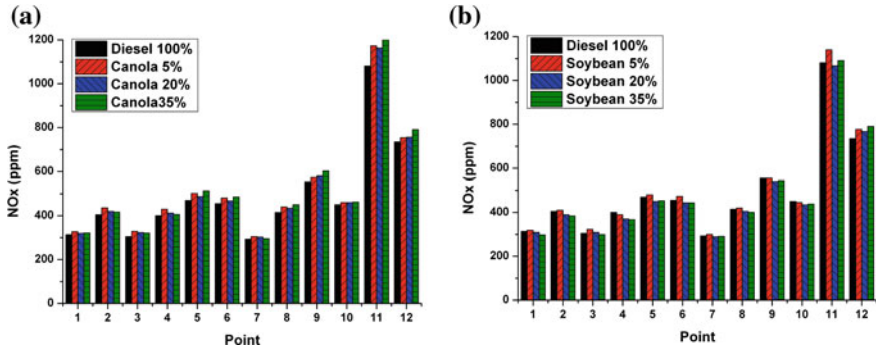 (a)
1200
1000
800
600
400
200
0
NOx (ppm)
Diesel 100%
Canola 5%
Canola 20%
Canola35%
1 2 3 4 5 6 7 8 9 10 11 12
Point
(b)
1200
1000
800
600
400
200
0
NOx (ppm)
Diesel 100%
Soybean 5%
Soybean 20%
Soybean 35%
1 2 3 4 5 6 7 8 9 10 11 12
Point